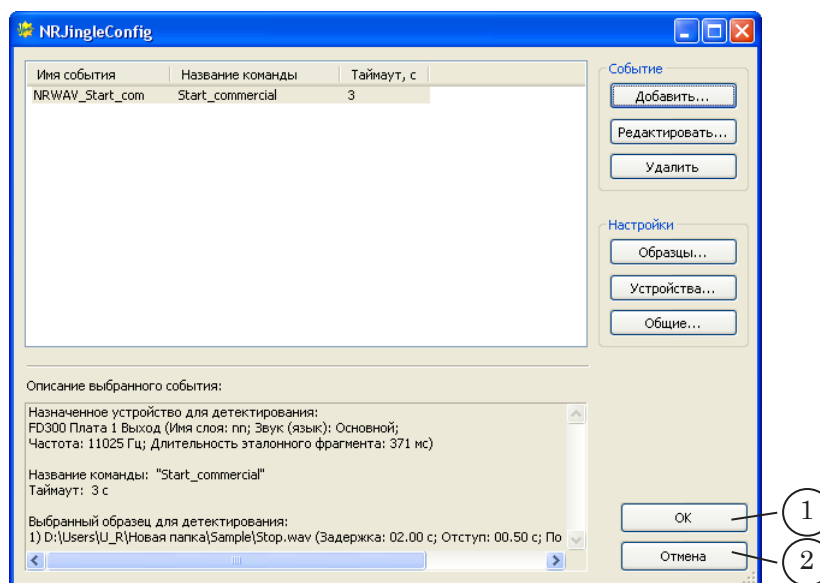 NRJingleConfig
Имя события Название команды Таймаут, с
NRWAV_Start_com Start_commercial 3
Событие
Добавить...
Редактировать...
Удалить
Настройки
Образцы...
Устройства...
Общие...
Описание выбранного события:
Назначенное устройство для детектирования:
FD300 Плата 1 Выход (Имя слоя: nn; Звук (язык): Основной;
Частота: 11025 Гц; Длительность эталонного фрагмента: 371 мс)
Название команды: "Start_commercial"
Таймаут: 3 с
Выбранный образец для детектирования:
1) D:\Users\U_R\Новая папка\Sample\Stop.wav (Задержка: 02.00 с; Отступ: 00.50 с; По
OK
1
Отмена
2